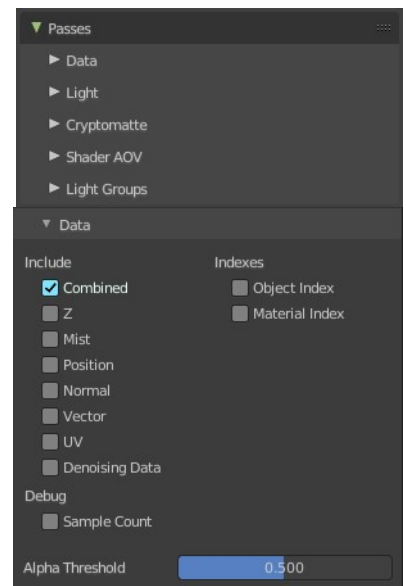 Passes
Data
Light
Cryptomatte
Shader AOV
Light Groups
Data
Include Indexes
Combined Object Index
Z Material Index
Mist
Position
Normal
Vector
UV
Denoising Data
Debug
Sample Count
Alpha Threshold 0.500